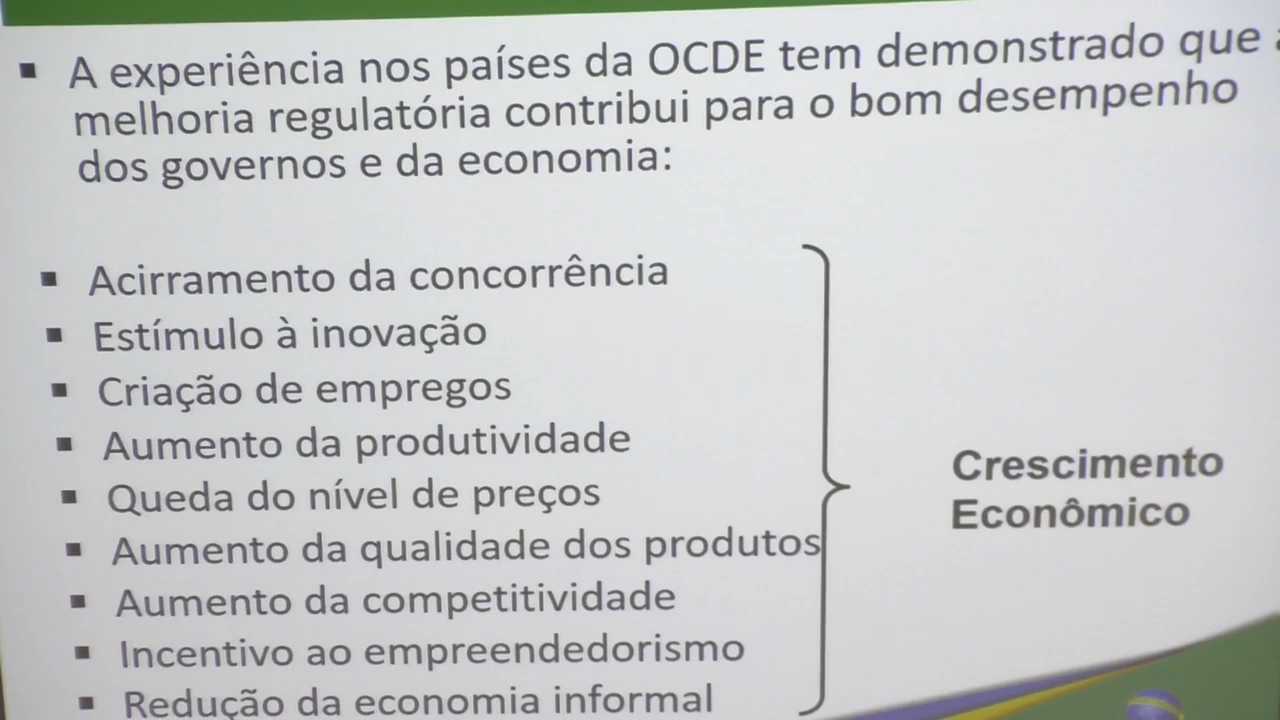 A experiência nos países da OCDE tem demonstrado que
melhoria regulatória contribui para o bom desempenho
dos governos e da economia:
Acirramento da concorrência
Estímulo à inovação
Criação de empregos
Aumento da produtividade
Queda do nível de preços
Aumento da qualidade dos produtos
Aumento da competitividade
Incentivo ao empreendedorismo
Redução da economia informal
Crescimento
Econômico